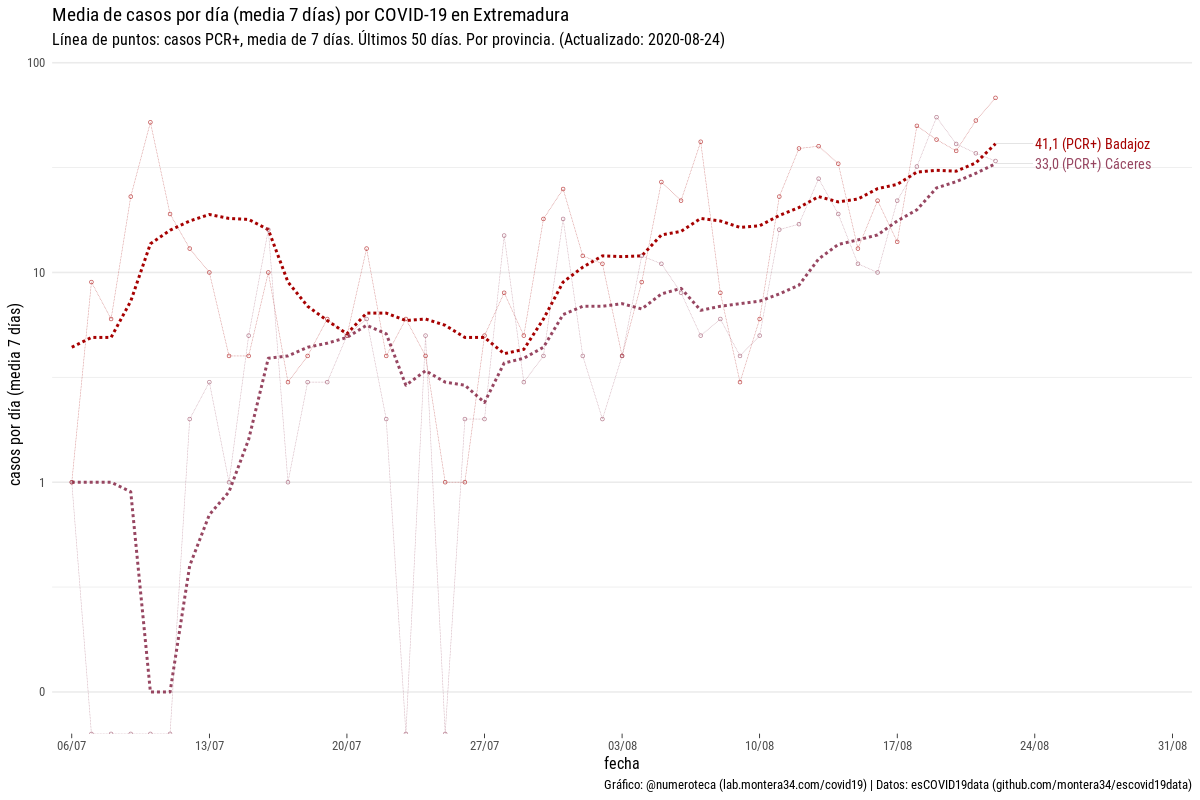 Media de casos por día (media 7 días) por COVID-19 en Extremadura
Línea de puntos: casos PCR+, media de 7 días. Últimos 50 días. Por provincia. (Actualizado: 2020-08-24)
100
10
1
0
casos por día (media 7 días)
41,1 (PCR+) Badajoz
33,0 (PCR+) Cáceres
06/07 13/07 20/07 27/07 03/08 10/08 17/08 24/08 31/08
fecha
Gráfico: @numeroteca (lab.montera34.com/covid19) | Datos: esCOVID19data (github.com/montera34/escovid19data)